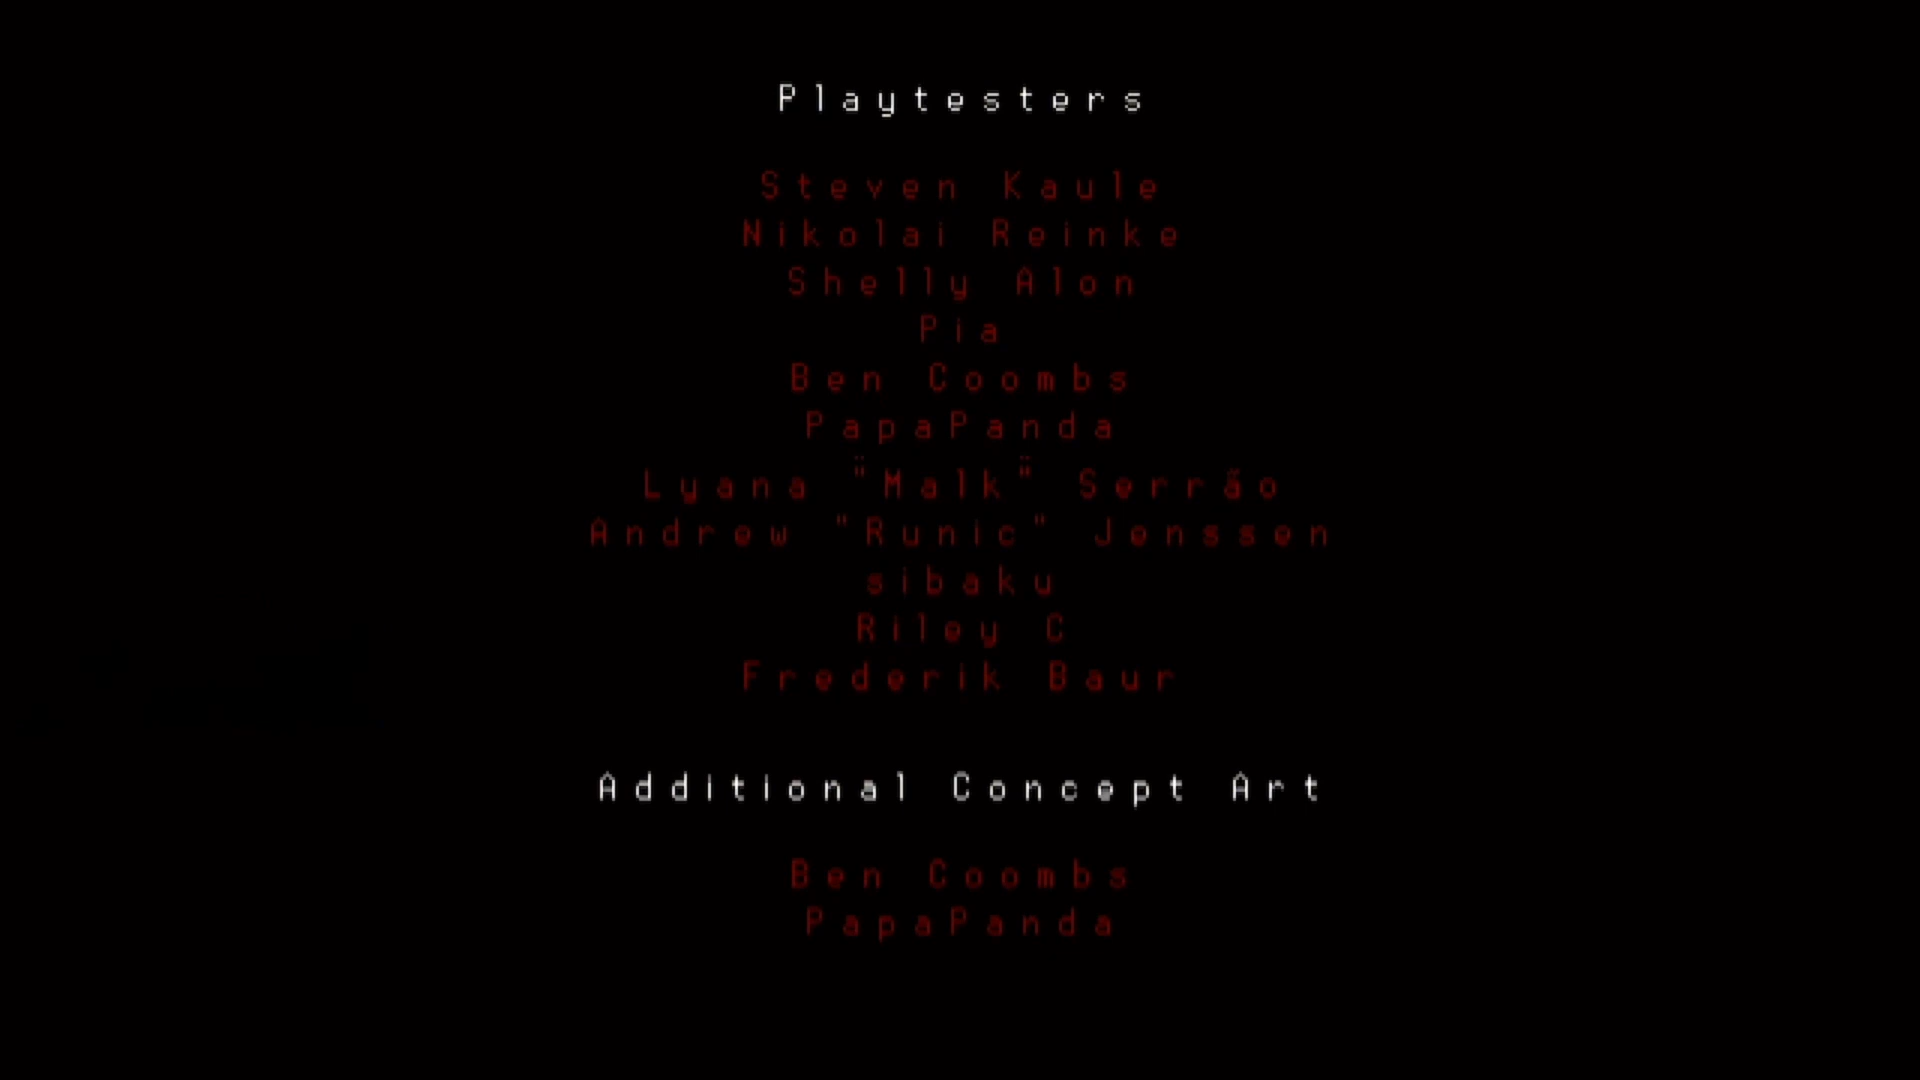 Playtesters
Steven Kaule
Nikolai Reinke
Shelly Alon
Pia
Ben Coombs
PapaPanda
Lyana "Malk" Serrão
Andrew "Runic" Jenssen
sibaku
Riley C
Frederik Baur
Additional Concept Art
Ben Coombs
PapaPanda